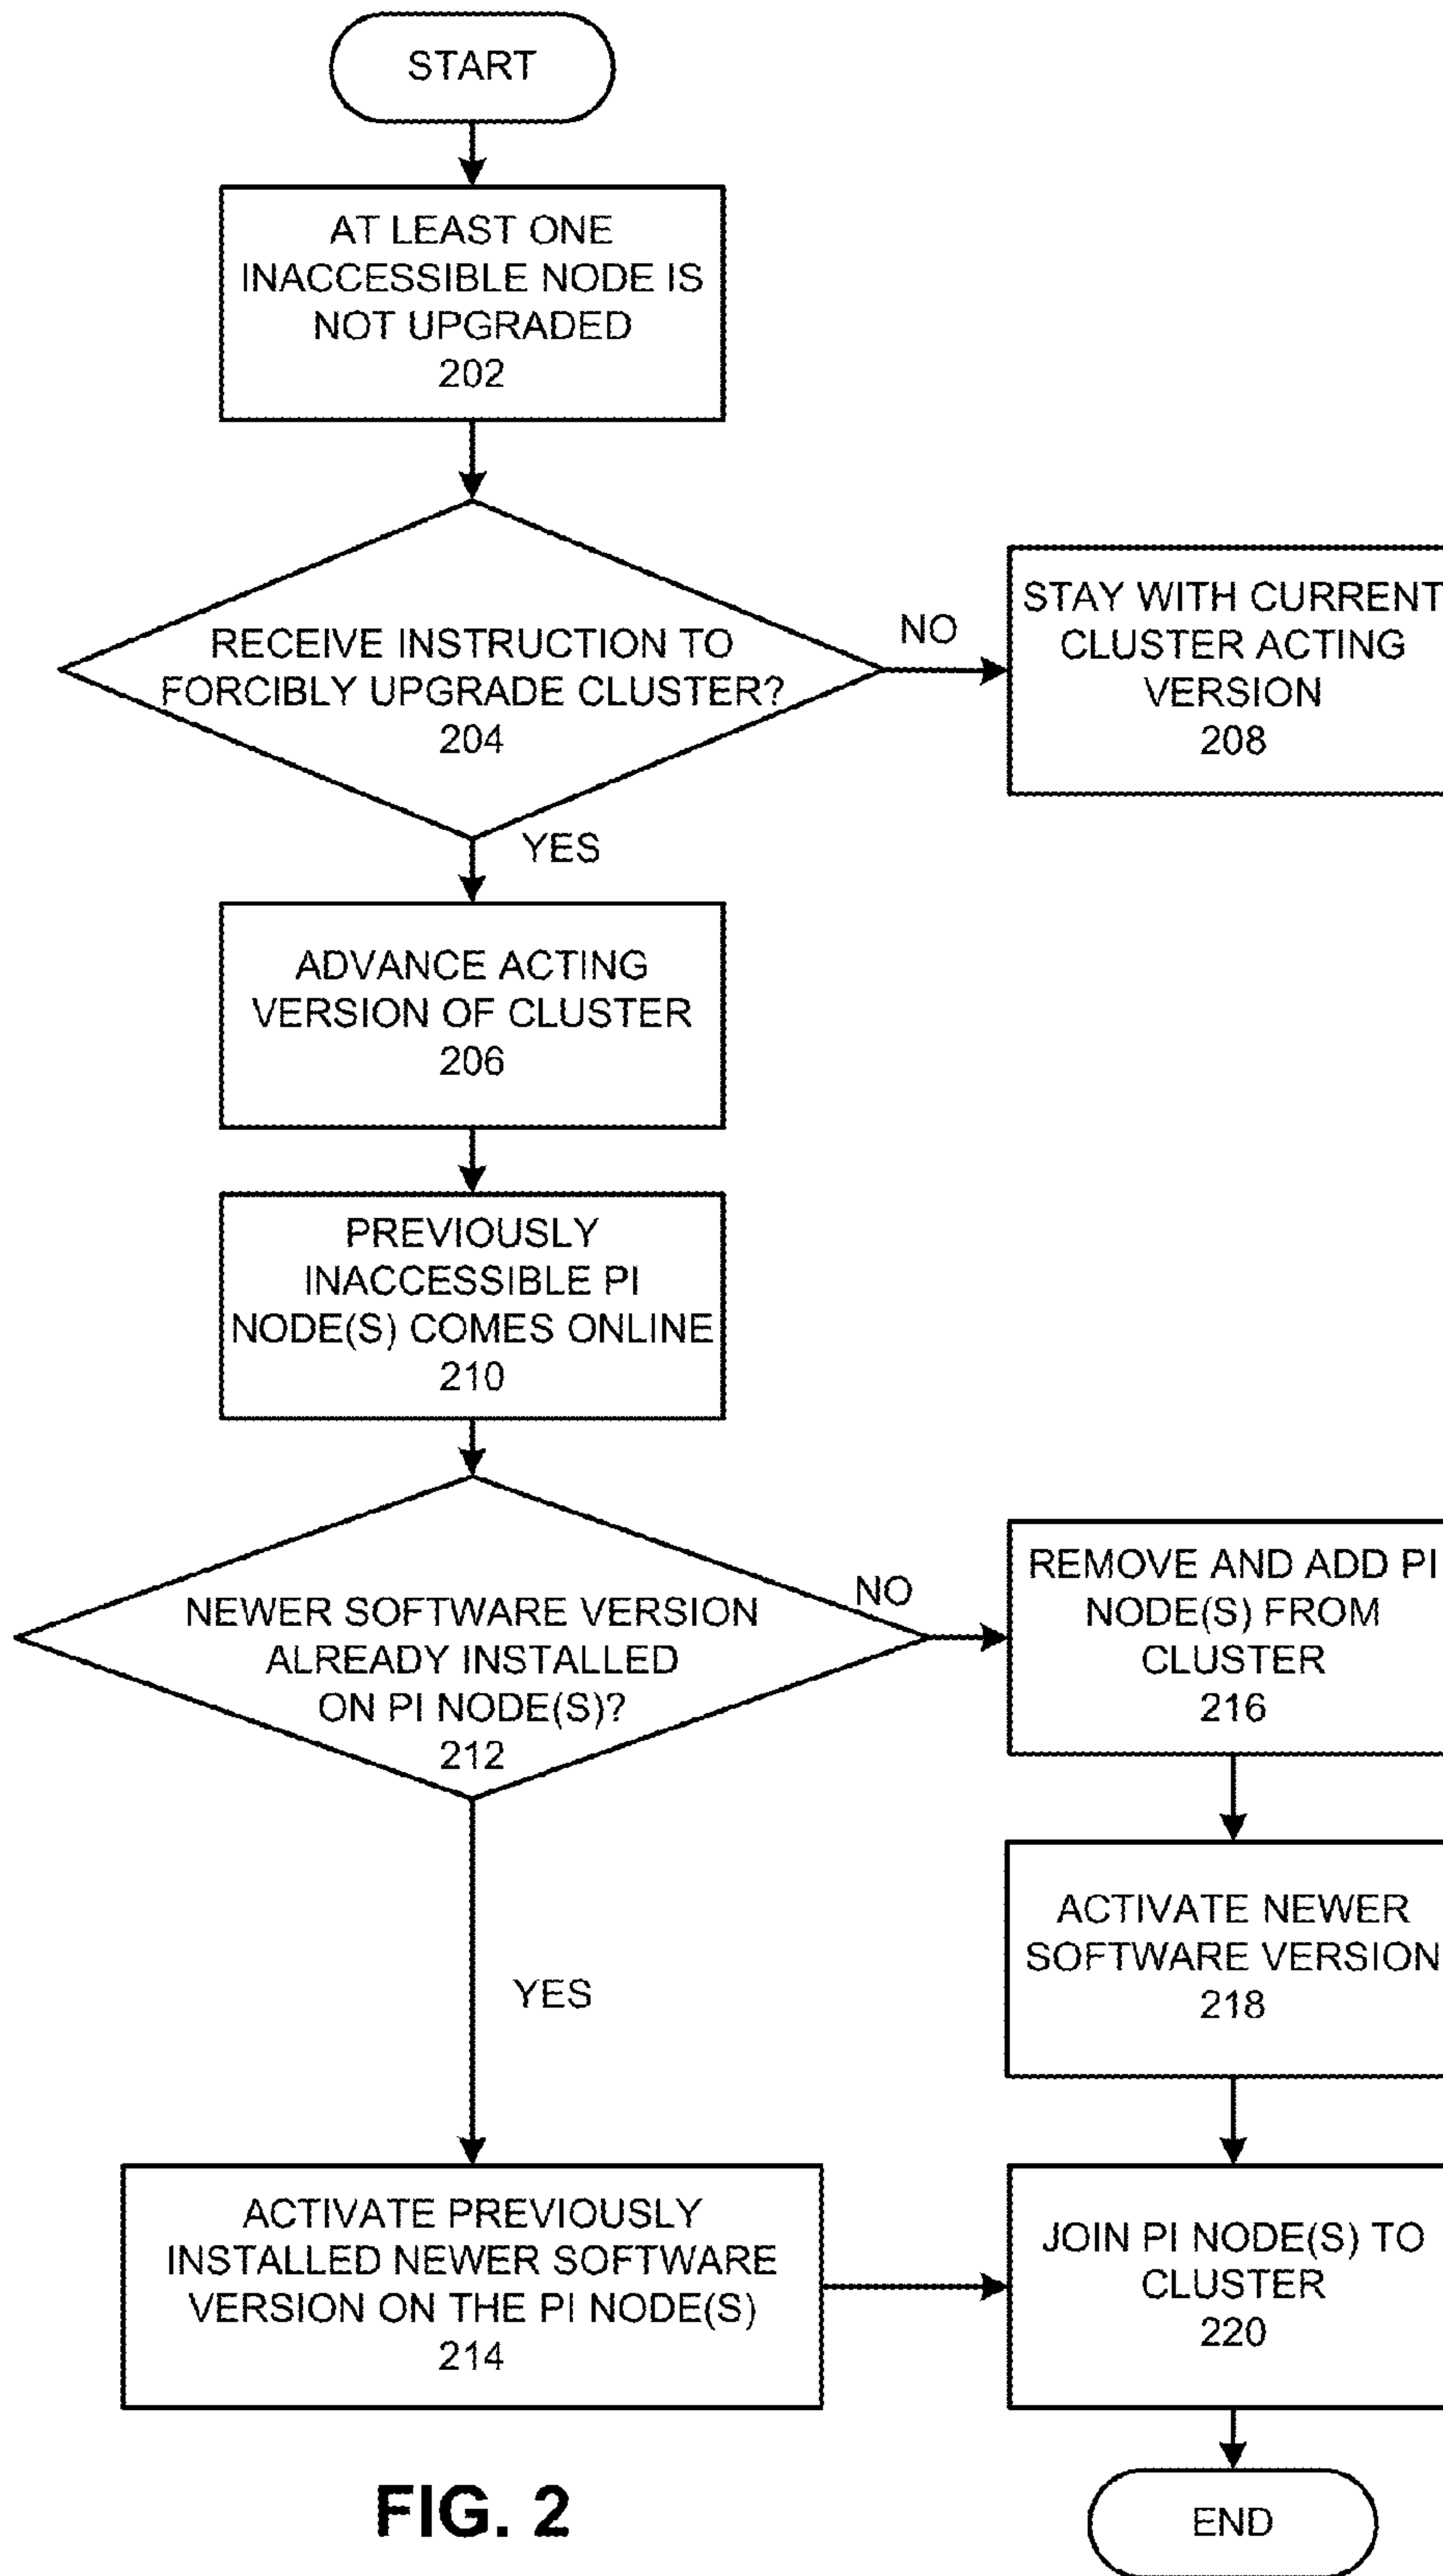 START
AT LEAST ONE
INACCESSIBLE NODE IS
NOT UPGRADED
202
RECEIVE INSTRUCTION TO
FORCIBLY UPGRADE CLUSTER?
204
NO
STAY WITH CURRENT
CLUSTER ACTING
VERSION
208
YES
ADVANCE ACTING
VERSION OF CLUSTER
206
PREVIOUSLY
INACCESSIBLE PI
NODE(S) COMES ONLINE
210
NEWER SOFTWARE VERSION
ALREADY INSTALLED
ON PI NODE(S)?
212
NO
REMOVE AND ADD PI
NODE(S) FROM
CLUSTER
216
ACTIVATE NEWER
SOFTWARE VERSION
218
YES
ACTIVATE PREVIOUSLY
INSTALLED NEWER SOFTWARE
VERSION ON THE PI NODE(S)
214
JOIN PI NODE(S) TO
CLUSTER
220
END
FIG. 2